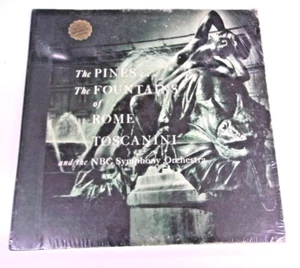 The PINES
The FOUNTAINS
of
ROME
TOSCANINI
and the NBC Symphony Orchestra